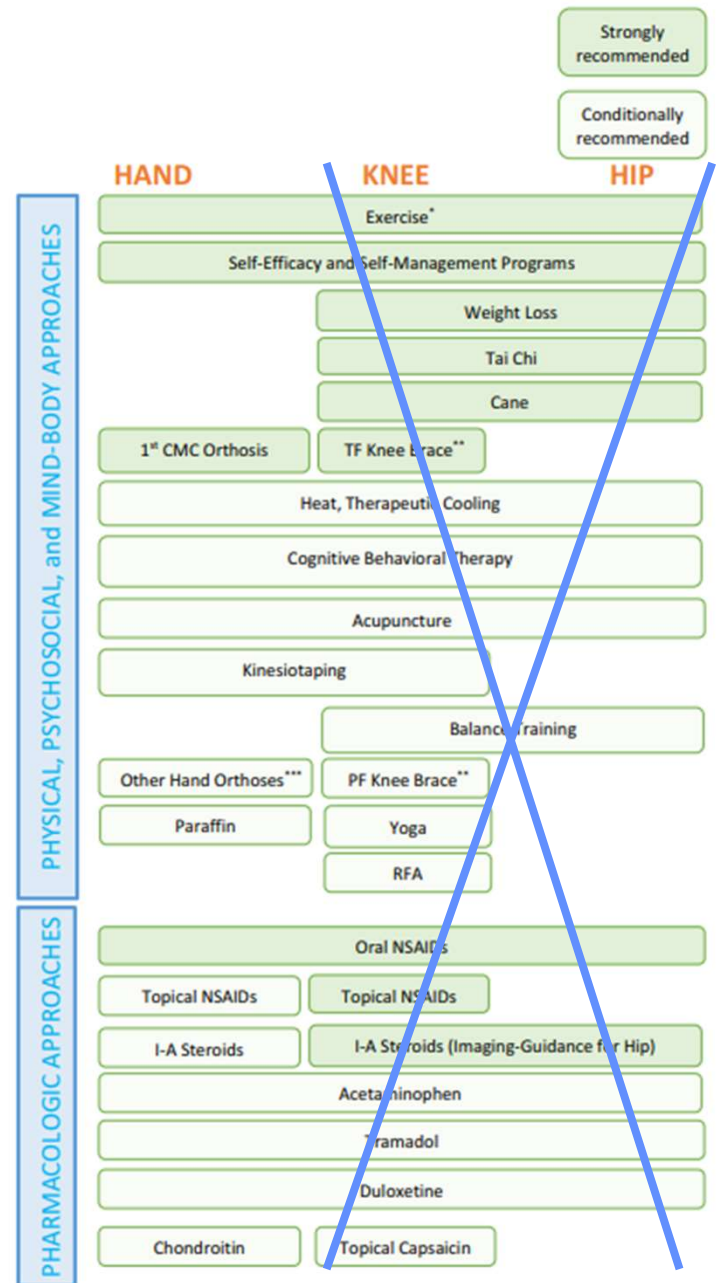 Strongly
recommended
Conditionally
recommended
HAND KNEE HIP
PHYSICAL, PSYCHOSOCIAL, and MIND-BODY APPROACHES
Exercise*
Self-Efficacy and Self-Management Programs
Weight Loss
Tai Chi
Cane
1st CMC Orthosis TF Knee Brace**
Heat, Therapeutic Cooling
Cognitive Behavioral Therapy
Acupuncture
Kinesiotaping
Balance Training
Other Hand Orthoses*** PF Knee Brace**
Paraffin Yoga
RFA
PHARMACOLOGIC APPROACHES
Oral NSAIDs
Topical NSAIDs Topical NSAIDs
I-A Steroids I-A Steroids (Imaging-Guidance for Hip)
Acetaminophen
Tramadol
Duloxetine
Chondroitin Topical Capsaicin